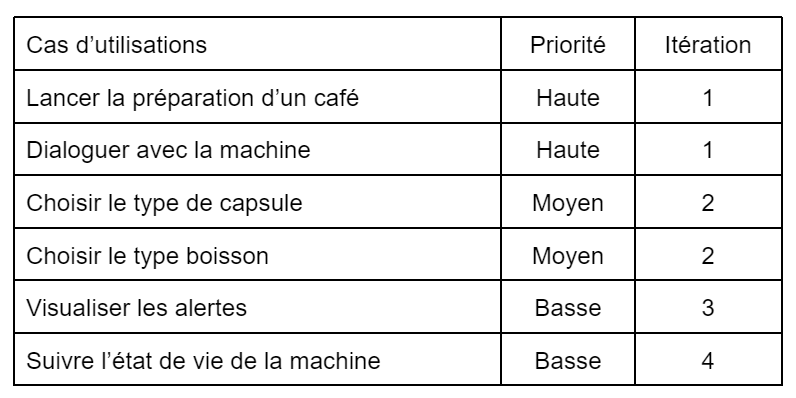 Cas d’utilisations Priorité Itération
Lancer la préparation d’un café Haute 1
Dialoguer avec la machine Haute 1
Choisir le type de capsule Moyen 2
Choisir le type boisson Moyen 2
Visualiser les alertes Basse 3
Suivre l’état de vie de la machine Basse 4